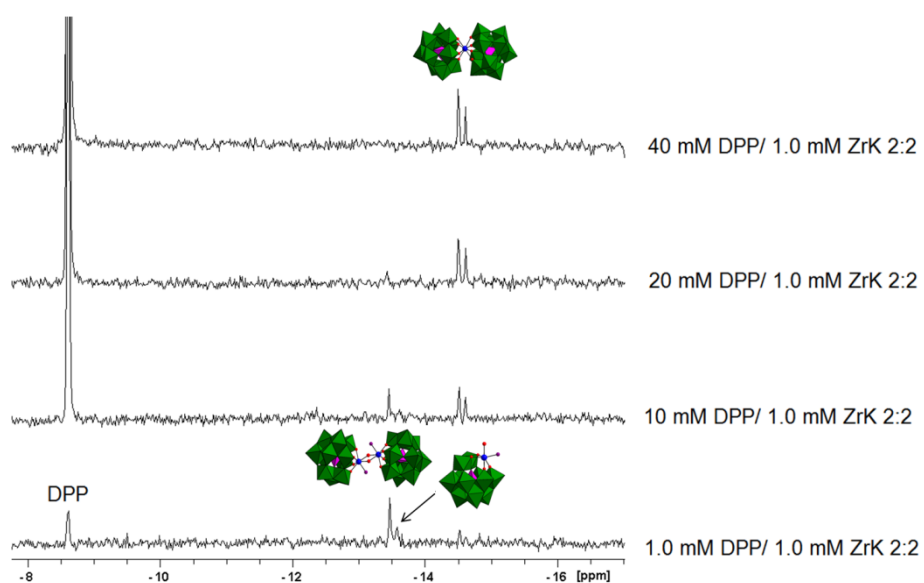 40 mM DPP/ 1.0 mM ZrK 2:2
20 mM DPP/ 1.0 mM ZrK 2:2
10 mM DPP/ 1.0 mM ZrK 2:2
DPP
1.0 mM DPP/ 1.0 mM ZrK 2:2
-8 -10 -12 -14 -16 [ppm]